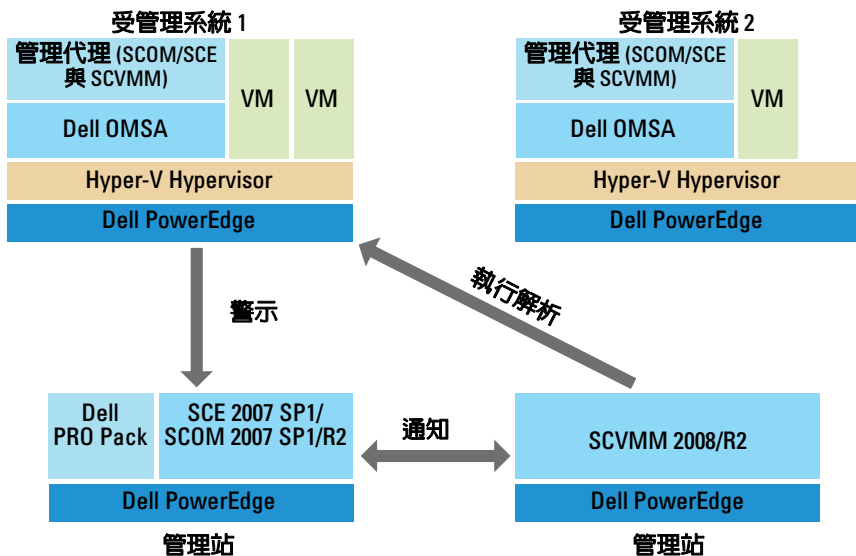 受管理系統 1
管理代理 (SCOM/SCE
與 SCVMM)
VM
VM
Dell OMSA
Hyper-V Hypervisor
Dell PowerEdge
受管理系統 2
管理代理 (SCOM/SCE
與 SCVMM)
VM
Dell OMSA
Hyper-V Hypervisor
Dell PowerEdge
警示
執行解析
Dell
PRO Pack
SCE 2007 SP1/
SCOM 2007 SP1/R2
Dell PowerEdge
管理站
通知
SCVMM 2008/R2
Dell PowerEdge
管理站